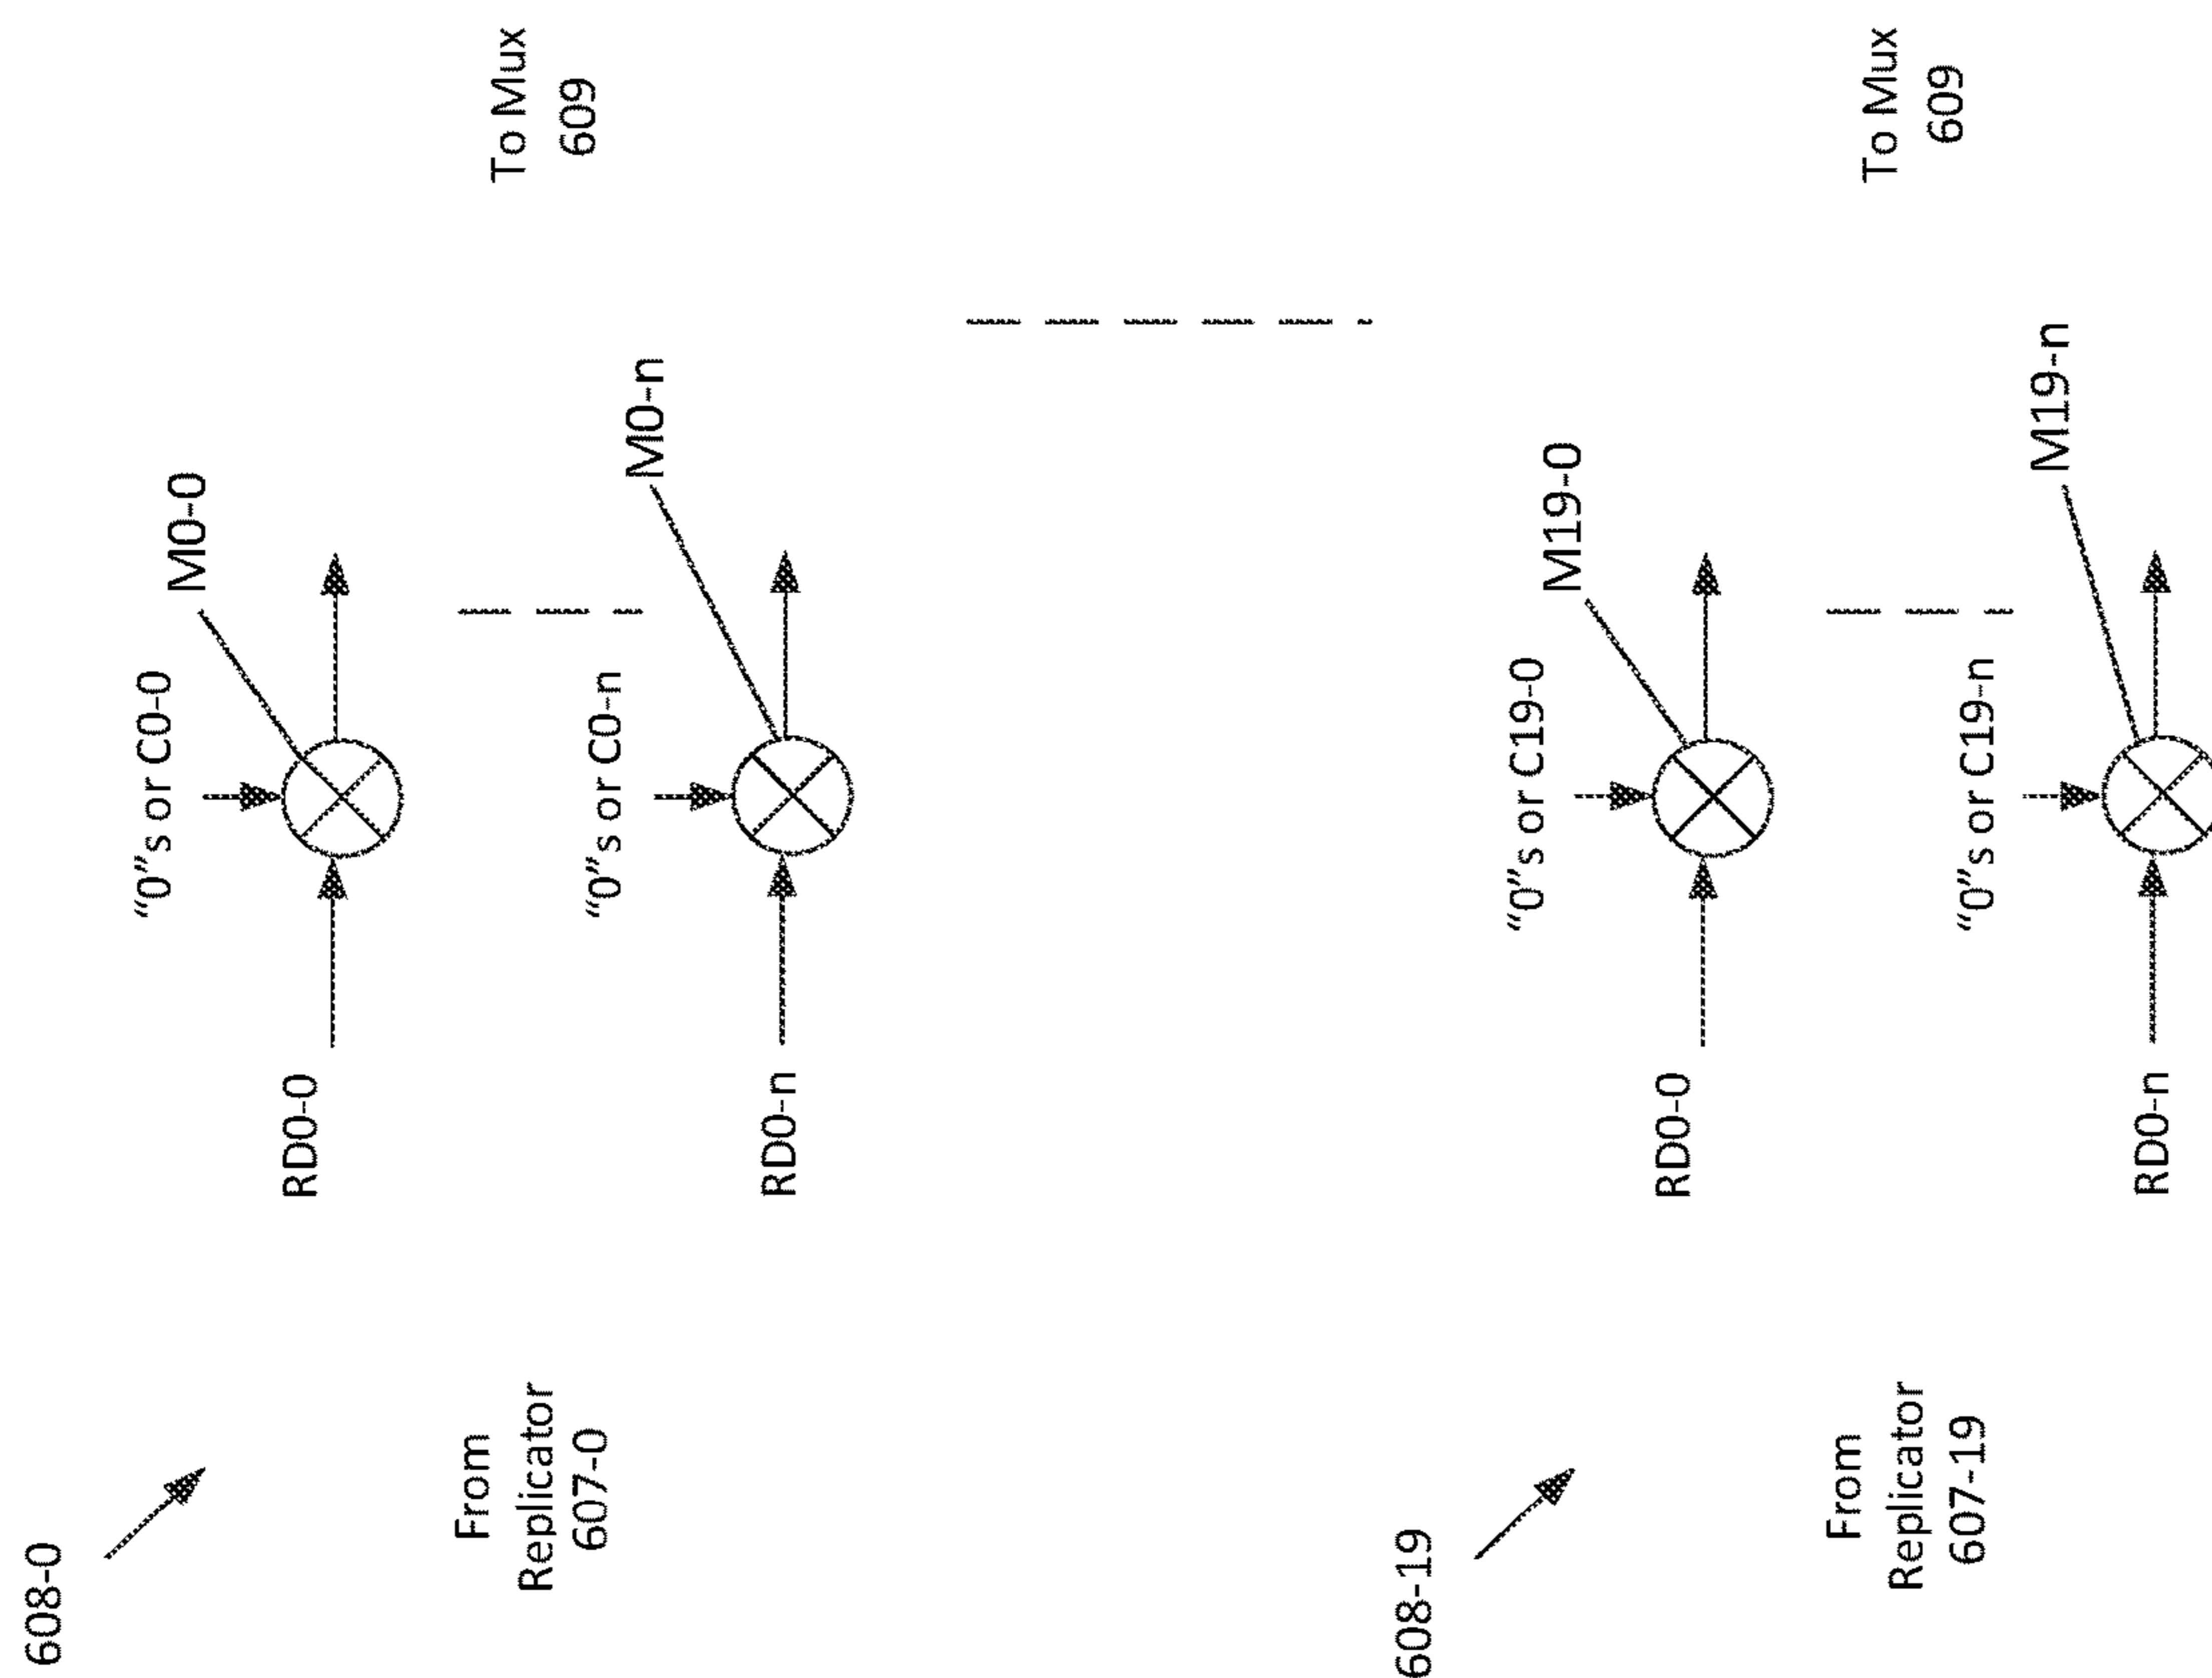 608-0
“0”s or C0-0
M0-0
RD0-0
From
Replicator
607-0
To Mux
609
“0”s or C0-n
M0-n
RD0-n
608-19
“0”s or C19-0
M19-0
RD0-0
From
Replicator
607-19
To Mux
609
“0”s or C19-n
M19-n
RD0-n